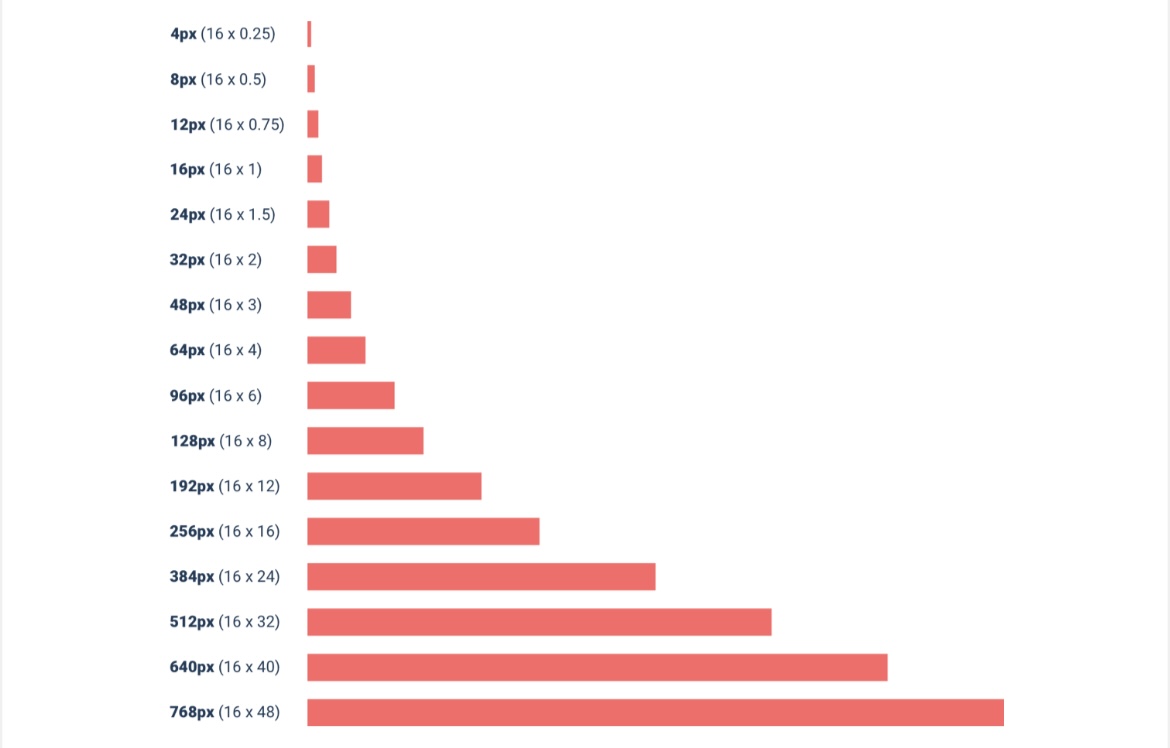 4px (16 x 0.25)
8px (16 x 0.5)
12px (16 x 0.75)
16px (16 x 1)
24px (16 x 1.5)
32px (16 x 2)
48px (16 x 3)
64px (16 x 4)
96px (16 x 6)
128px (16 x 8)
192px (16 x 12)
256px (16 x 16)
384px (16 x 24)
512px (16 x 32)
640px (16 x 40)
768px (16 x 48)